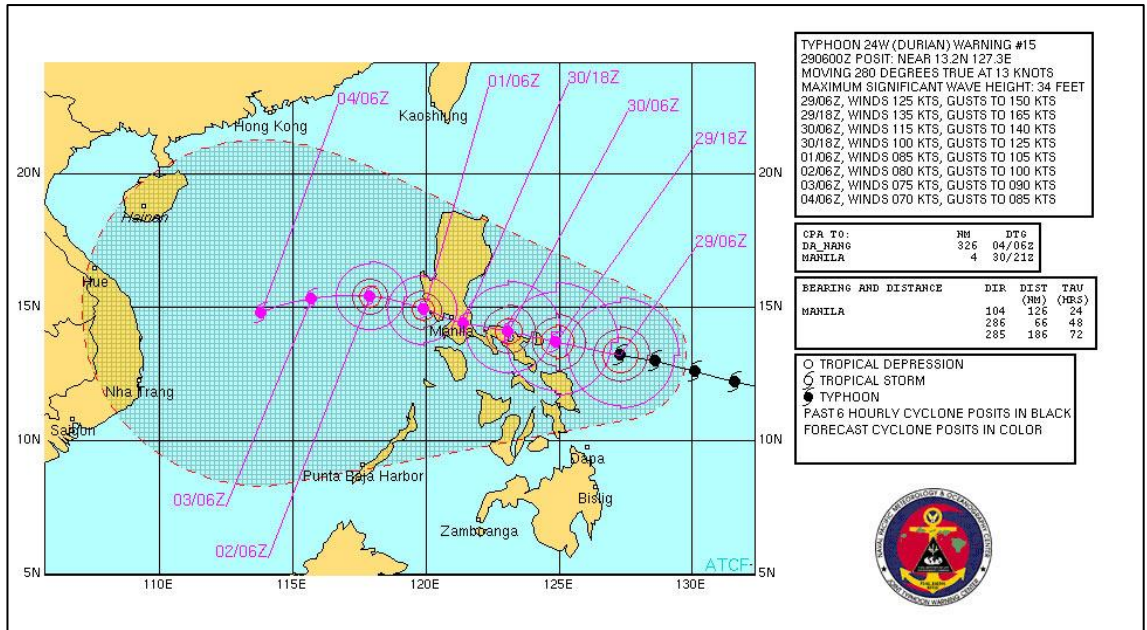 TYPHOON 24W (DURIAN) WARNING #15
290600Z POSIT: NEAR 13.2N 127.3E
MOVING 280 DEGREES TRUE AT 13 KNOTS
MAXIMUM SIGNIFICANT WAVE HEIGHT: 34 FEET
29/06Z, WINDS 125 KTS, GUSTS TO 150 KTS
29/18Z, WINDS 135 KTS, GUSTS TO 165 KTS
30/06Z, WINDS 115 KTS, GUSTS TO 140 KTS
30/18Z, WINDS 100 KTS, GUSTS TO 125 KTS
01/06Z, WINDS 085 KTS, GUSTS TO 105 KTS
02/06Z, WINDS 080 KTS, GUSTS TO 100 KTS
03/06Z, WINDS 075 KTS, GUSTS TO 090 KTS
04/06Z, WINDS 070 KTS, GUSTS TO 085 KTS
CPA TO: NM DTG
DA_NANG 326 04/06Z
MANILA 4 30/21Z
BEARING AND DISTANCE DIR DIST TAU
(NM) (HRS)
MANILA 104 126 24
286 66 48
285 186 72
TROPICAL DEPRESSION
TROPICAL STORM
TYPHOON
PAST 6 HOURLY CYCLONE POSITS IN BLACK
FORECAST CYCLONE POSITS IN COLOR
04/06Z
01/06Z
30/18Z
30/06Z
29/18Z
29/06Z
03/06Z
02/06Z
Hong Kong
Kaoshiung
Hainan
Hue
Manila
Nha Trang
Saigon
Punta Baja Harbor
Dapa
Bislig
Zamboanga
20N
15N
10N
5N
20N
15N
10N
5N
110E
115E
120E
125E
130E
ATCF
NAVAL PACIFIC METEOROLOGY & OCEANOGRAPHY CENTER
JOINT TYPHOON WARNING CENTER